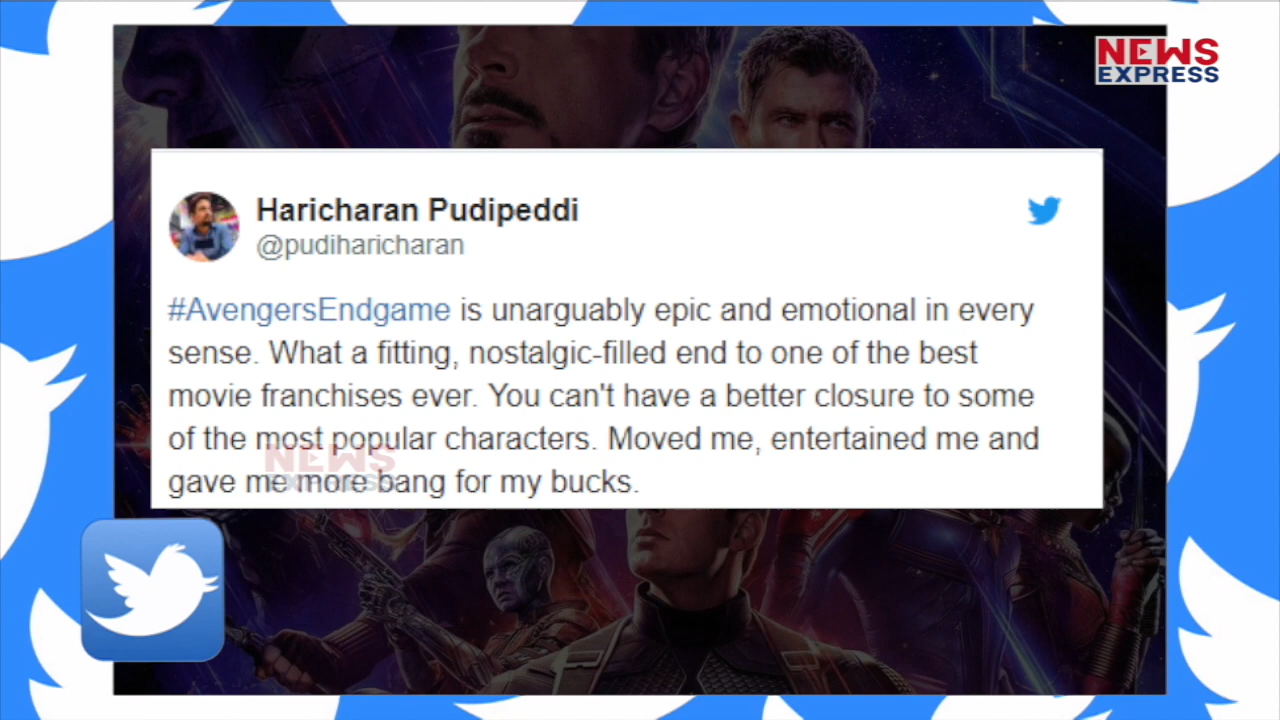 NEWS
EXPRESS
Haricharan Pudipeddi
@pudiharicharan
#AvengersEndgame is unarguably epic and emotional in every
sense. What a fitting, nostalgic-filled end to one of the best
movie franchises ever. You can't have a better closure to some
of the most popular characters. Moved me, entertained me and
gave me more bang for my bucks.
NEWS
EXPRESS